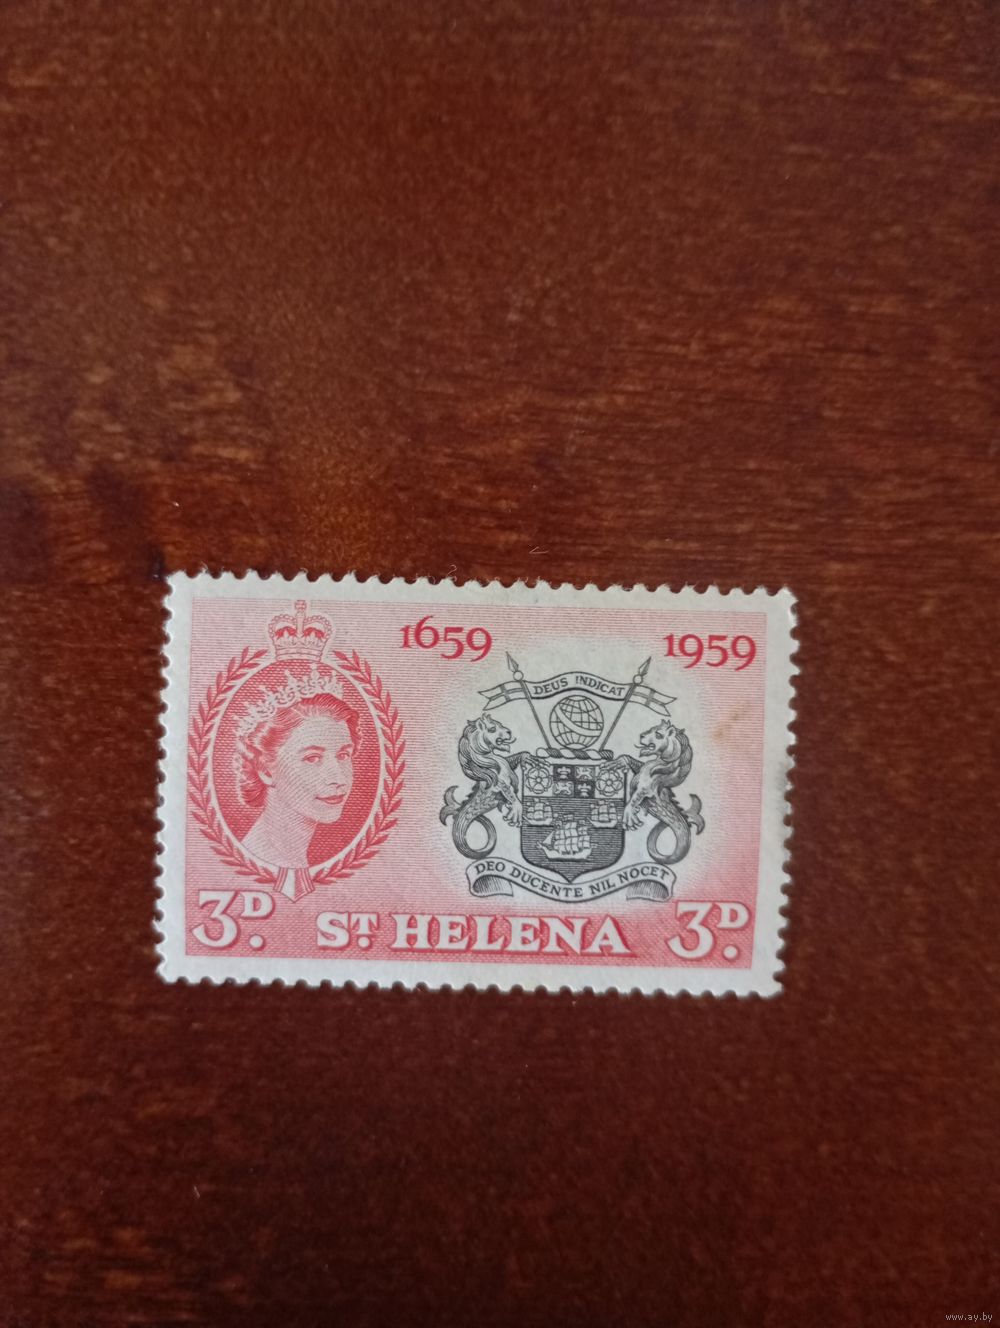 1659 1959
DEUS INDICAT
DEO DUCENTE NIL NOCET
3D. ST. HELENA 3D.
www.ay.by